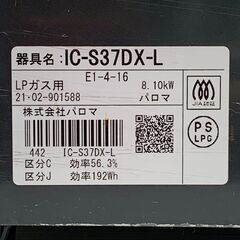 器具名: IC-S37DX-L
E1-4-16
LPガス用 8.10kW
21・02-901588 パロマ
株式会社パロマ
442 IC-S37DX-L
区分C 効率56.3%
区分J 効率192Wh
JIA認証
PS
LPG